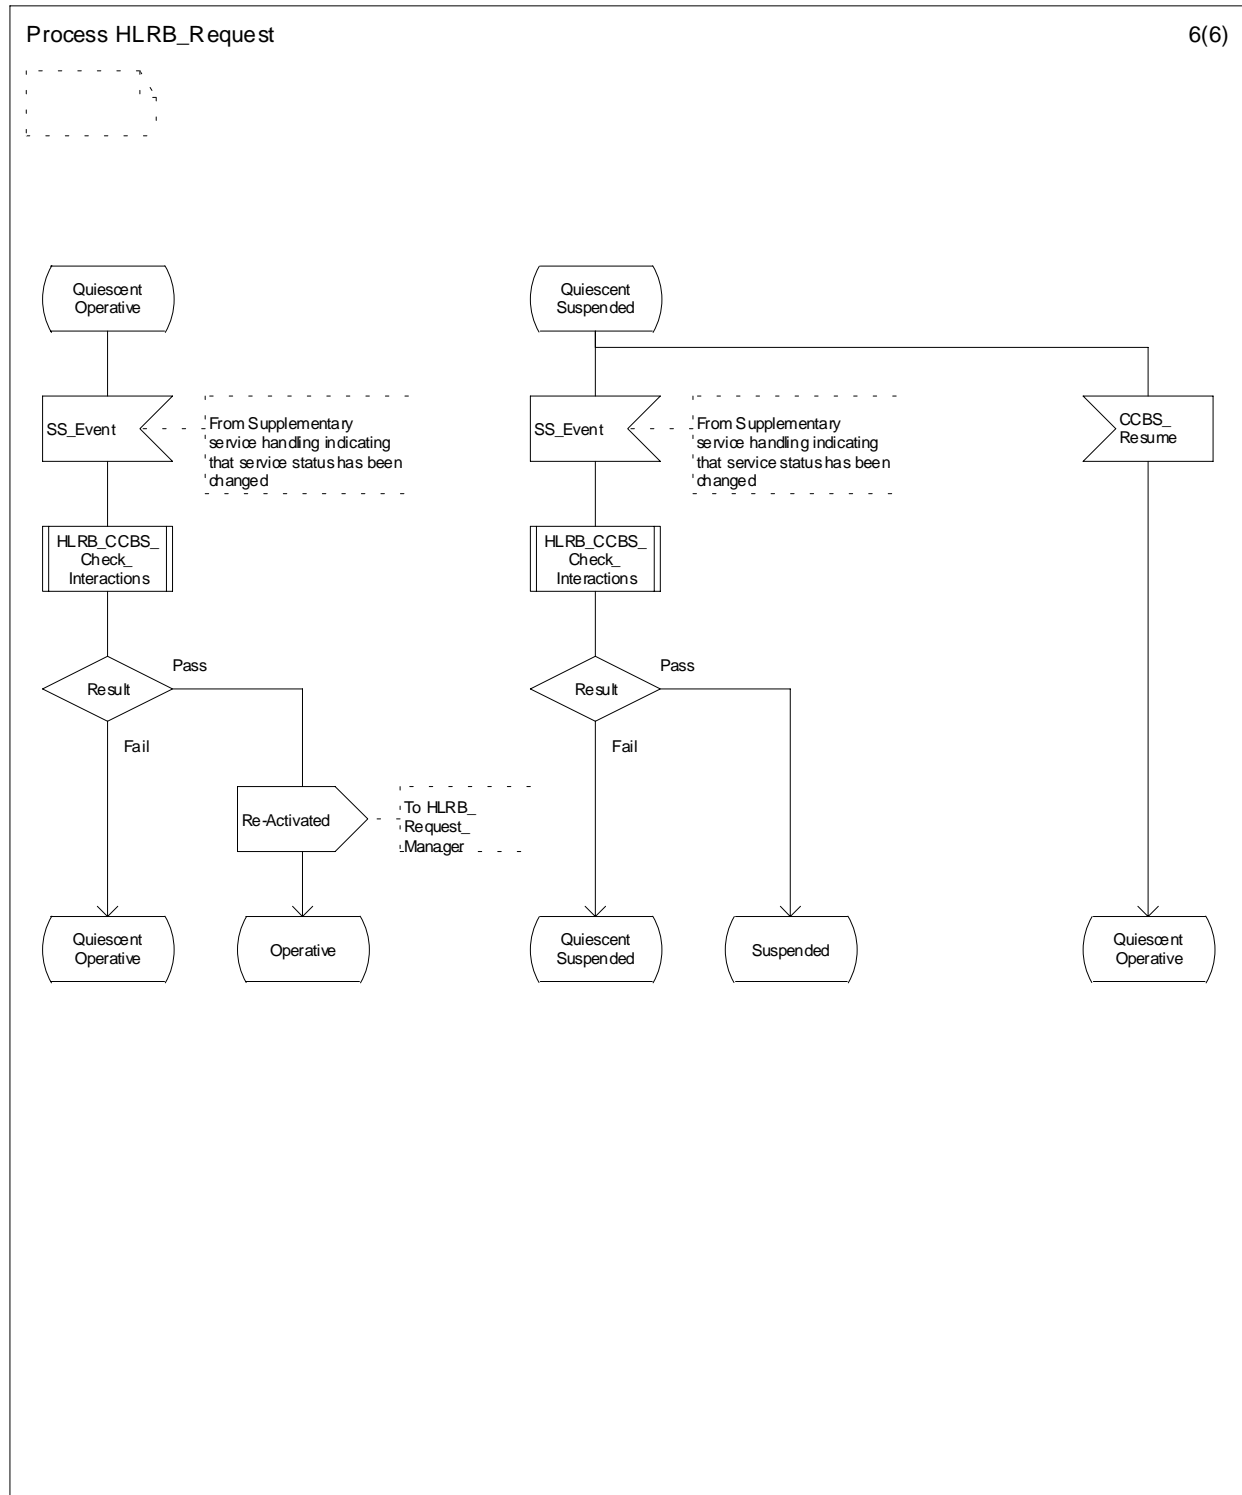 Process HLRB_Request
6(6)
Quiescent
Operative
SS_Event
From Supplementary
service handling indicating
that service status has been
changed
HLRB_CCBS_
Check_
Interactions
Result
Pass
Fail
Re-Activated
To HLRB_
Request_
Manager
Quiescent
Operative
Operative
Quiescent
Suspended
SS_Event
From Supplementary
service handling indicating
that service status has been
changed
CCBS_
Resume
HLRB_CCBS_
Check_
Interactions
Result
Pass
Fail
Quiescent
Suspended
Suspended
Quiescent
Operative